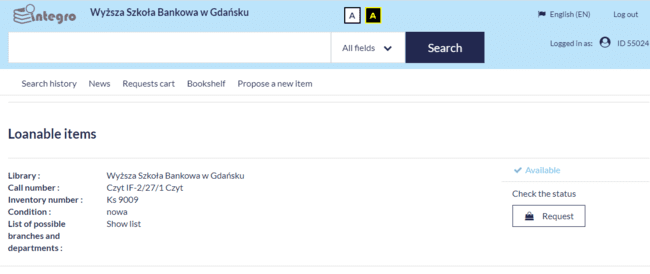 integro
Wyższa Szkoła Bankowa w Gdańsku
A A
English (EN) Log out
All fields Search
Logged in as: ID 55024
Search history News Requests cart Bookshelf Propose a new item
Loanable items
Library : Wyższa Szkoła Bankowa w Gdańsku
Call number : Czyt IF-2/27/1 Czyt
Inventory number : Ks 9009
Condition : nowa
List of possible branches and departments : Show list
Available
Check the status
Request